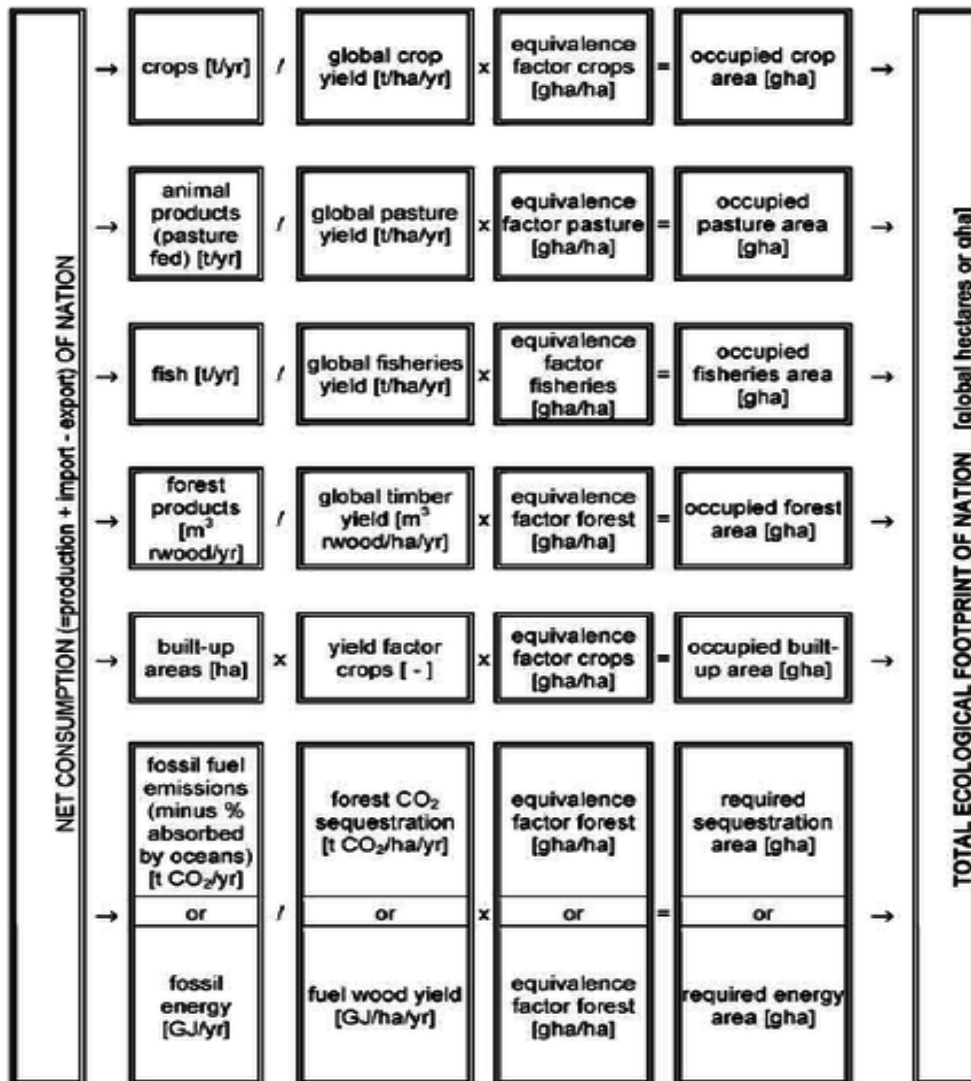 NET CONSUMPTION (=production + import - export) OF NATION
→ crops [t/yr] / global crop
yield [t/ha/yr] x equivalence
factor crops
[gha/ha] = occupied crop
area [gha] →
→ animal
products
(pasture
fed) [t/yr] / global pasture
yield [t/ha/yr] x equivalence
factor pasture
[gha/ha] = occupied
pasture area
[gha] →
→ fish [t/yr] / global fisheries
yield [t/ha/yr] x equivalence
factor
fisheries
[gha/ha] = occupied
fisheries area
[gha] →
→ forest
products
[m³
rwood/yr] / global timber
yield [m³
rwood/ha/yr] x equivalence
factor forest
[gha/ha] = occupied forest
area [gha] →
→ built-up
areas [ha] x yield factor
crops [ - ] x equivalence
factor crops
[gha/ha] = occupied built-
up area [gha] →
fossil fuel
emissions
(minus %
absorbed
by oceans)
[t CO₂/yr]
forest CO₂
sequestration
[t CO₂/ha/yr]
equivalence
factor forest
[gha/ha]
required
sequestration
area [gha]
→ or / or x or = or →
fossil
energy
[GJ/yr]
fuel wood yield
[GJ/ha/yr]
equivalence
factor forest
[gha/ha]
required energy
area [gha]
TOTAL ECOLOGICAL FOOTPRINT OF NATION [global hectares or gha]